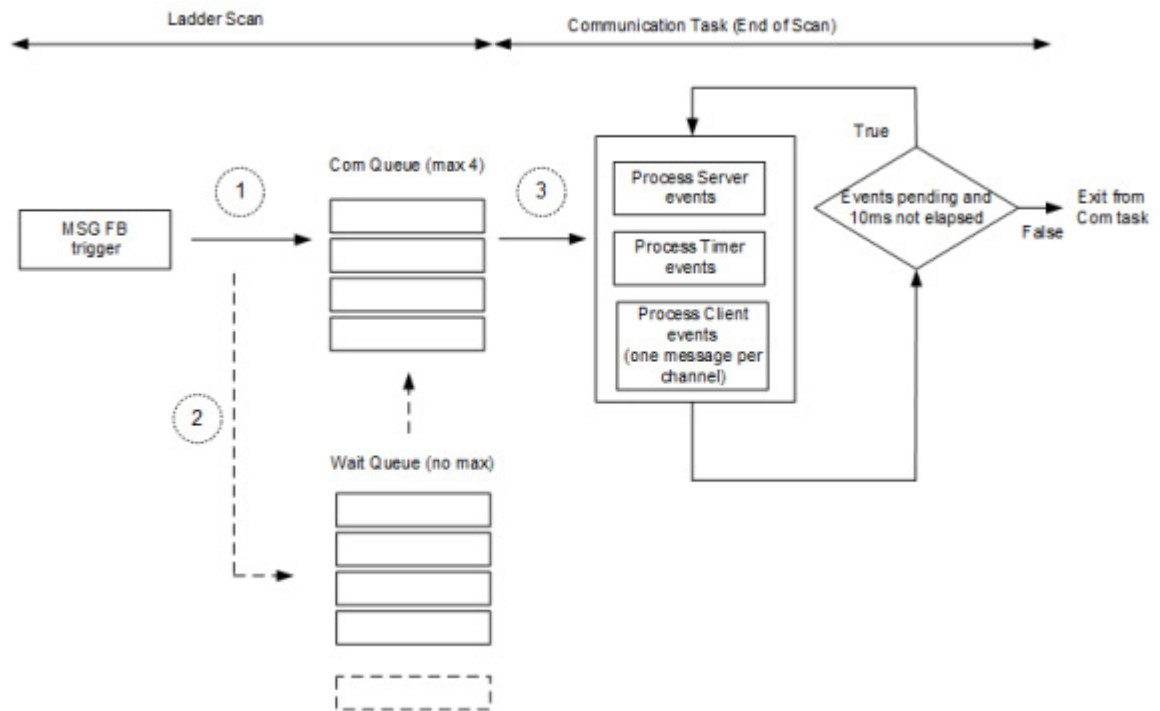 Ladder Scan
Communication Task (End of Scan)
MSG FB
trigger
1
2
Com Queue (max 4)
Wait Queue (no max)
3
Process Server
events
Process Timer
events
Process Client
events
(one message per
channel)
True
Events pending and
10ms not elapsed
False
Exit from
Com task